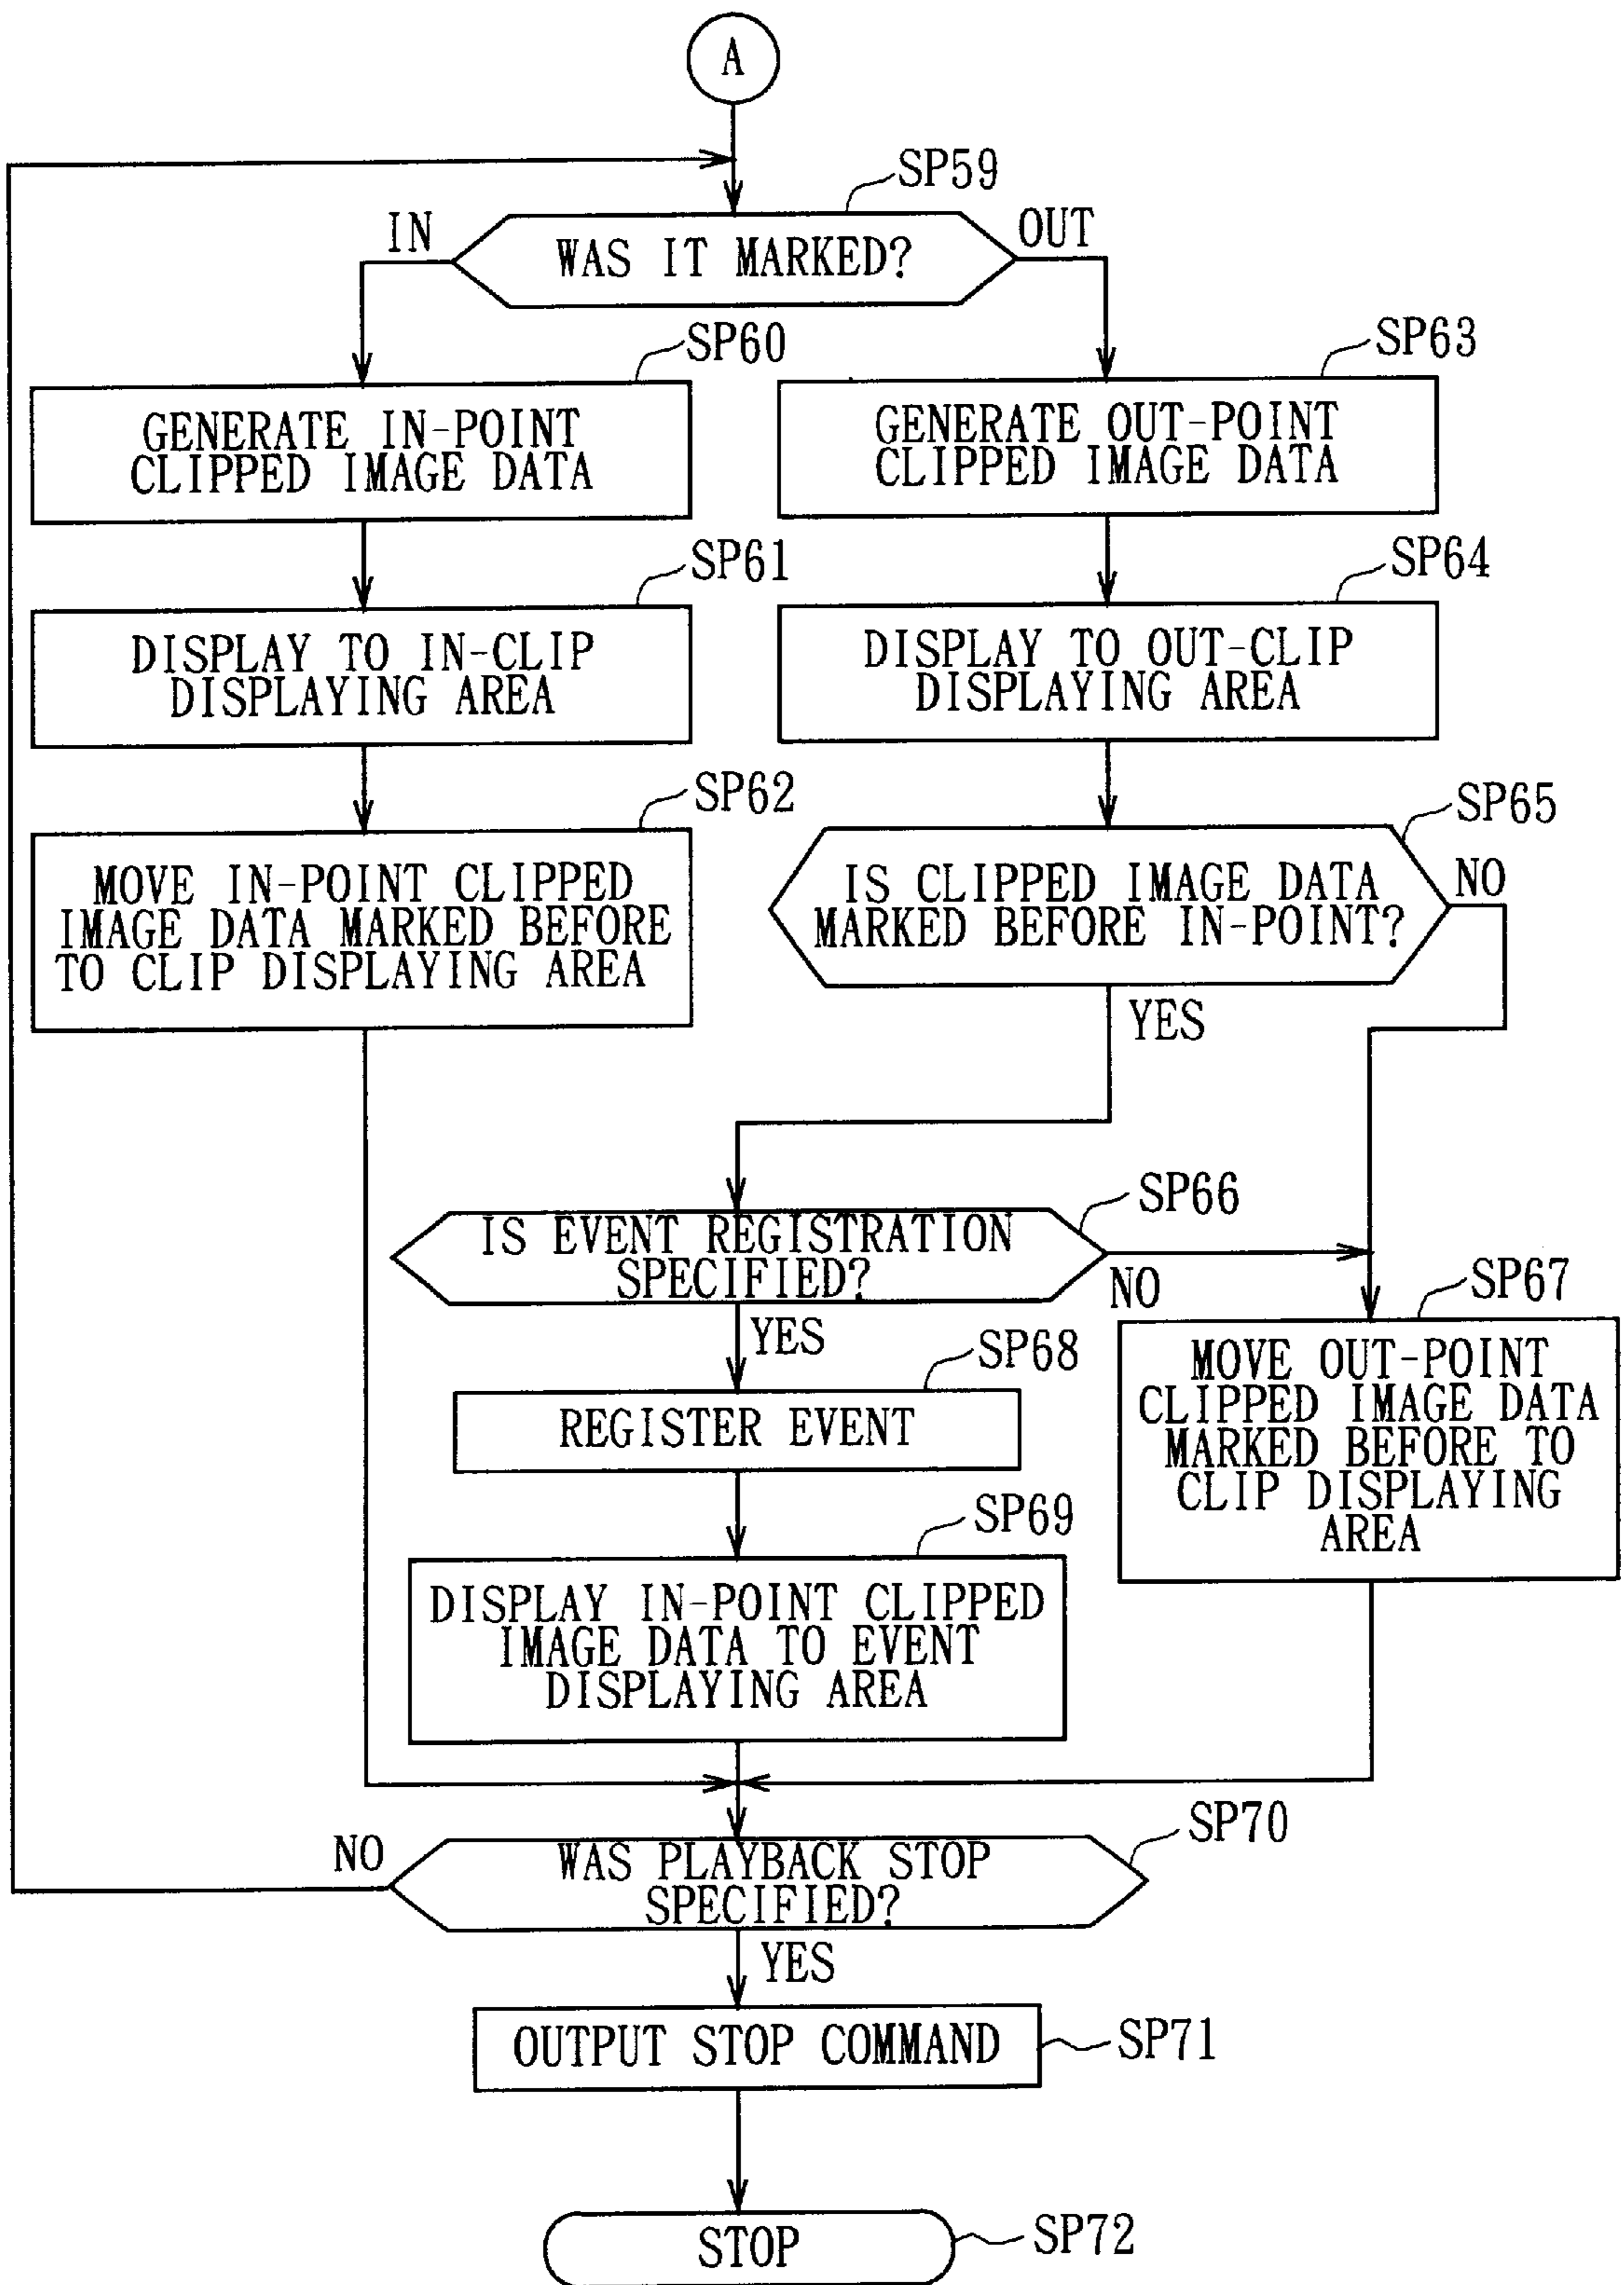 A
SP59
IN
WAS IT MARKED?
OUT
SP60
GENERATE IN-POINT
CLIPPED IMAGE DATA
SP63
GENERATE OUT-POINT
CLIPPED IMAGE DATA
SP61
DISPLAY TO IN-CLIP
DISPLAYING AREA
SP64
DISPLAY TO OUT-CLIP
DISPLAYING AREA
SP62
MOVE IN-POINT CLIPPED
IMAGE DATA MARKED BEFORE
TO CLIP DISPLAYING AREA
SP65
IS CLIPPED IMAGE DATA
MARKED BEFORE IN-POINT?
NO
YES
SP66
IS EVENT REGISTRATION
SPECIFIED?
NO
YES
SP67
MOVE OUT-POINT
CLIPPED IMAGE DATA
MARKED BEFORE TO
CLIP DISPLAYING
AREA
SP68
REGISTER EVENT
SP69
DISPLAY IN-POINT CLIPPED
IMAGE DATA TO EVENT
DISPLAYING AREA
SP70
NO
WAS PLAYBACK STOP
SPECIFIED?
YES
OUTPUT STOP COMMAND
SP71
STOP
SP72